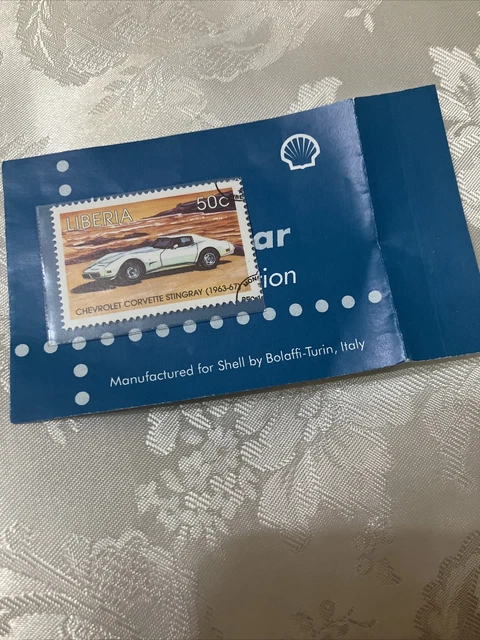 LIBERIA 50c
ar
ion
CHEVROLET CORVETTE STINGRAY (1963-67)
Manufactured for Shell by Bolaffi-Turin, Italy